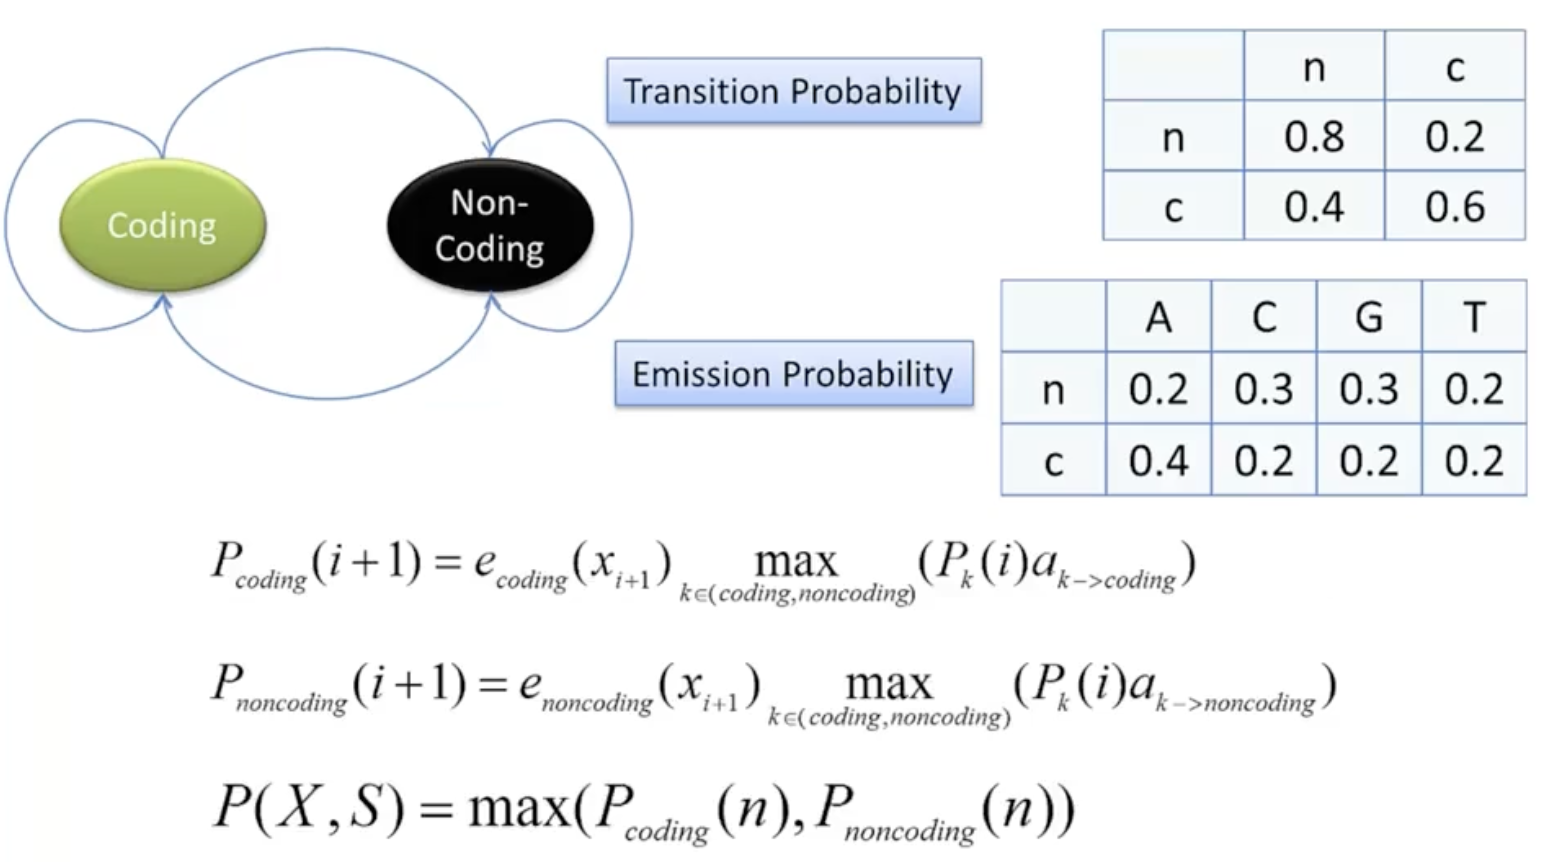 Transition Probability
n c
n 0.8 0.2
c 0.4 0.6
Coding
Non-
Coding
A C G T
n 0.2 0.3 0.3 0.2
c 0.4 0.2 0.2 0.2
Emission Probability
P_{coding}(i+1) = e_{coding}(x_{i+1}) max_{k∈(coding,noncoding)} (P_k(i)a_{k->coding})
P_{noncoding}(i+1) = e_{noncoding}(x_{i+1}) max_{k∈(coding,noncoding)} (P_k(i)a_{k->noncoding})
P(X,S) = max(P_{coding}(n), P_{noncoding}(n))